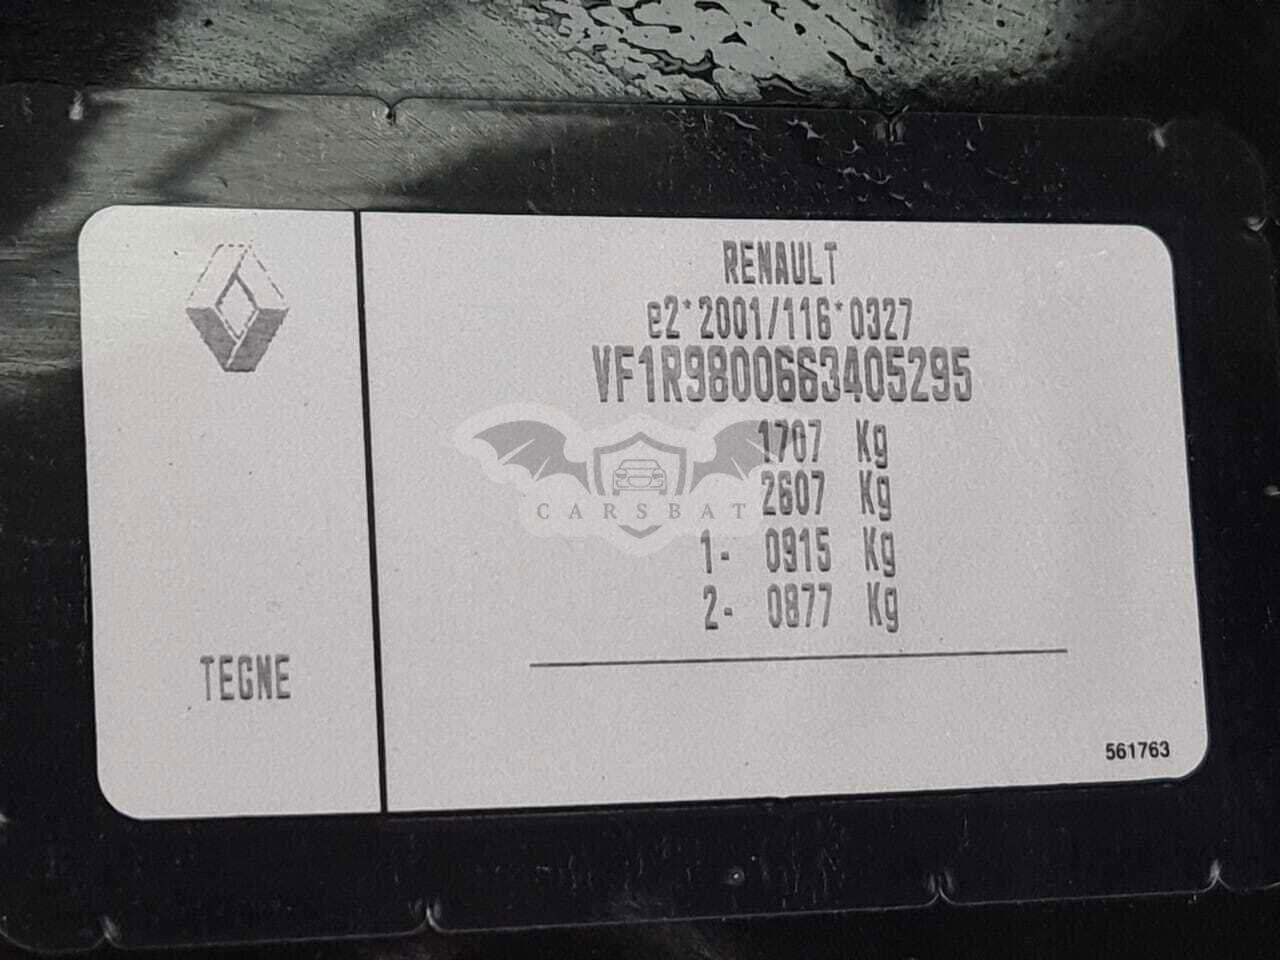 RENAULT
e2*2001/116*0327
VF1R9800663405295
1707 Kg
2607 Kg
1- 0915 Kg
2- 0877 Kg
TEGNE
561763
CARSBAT